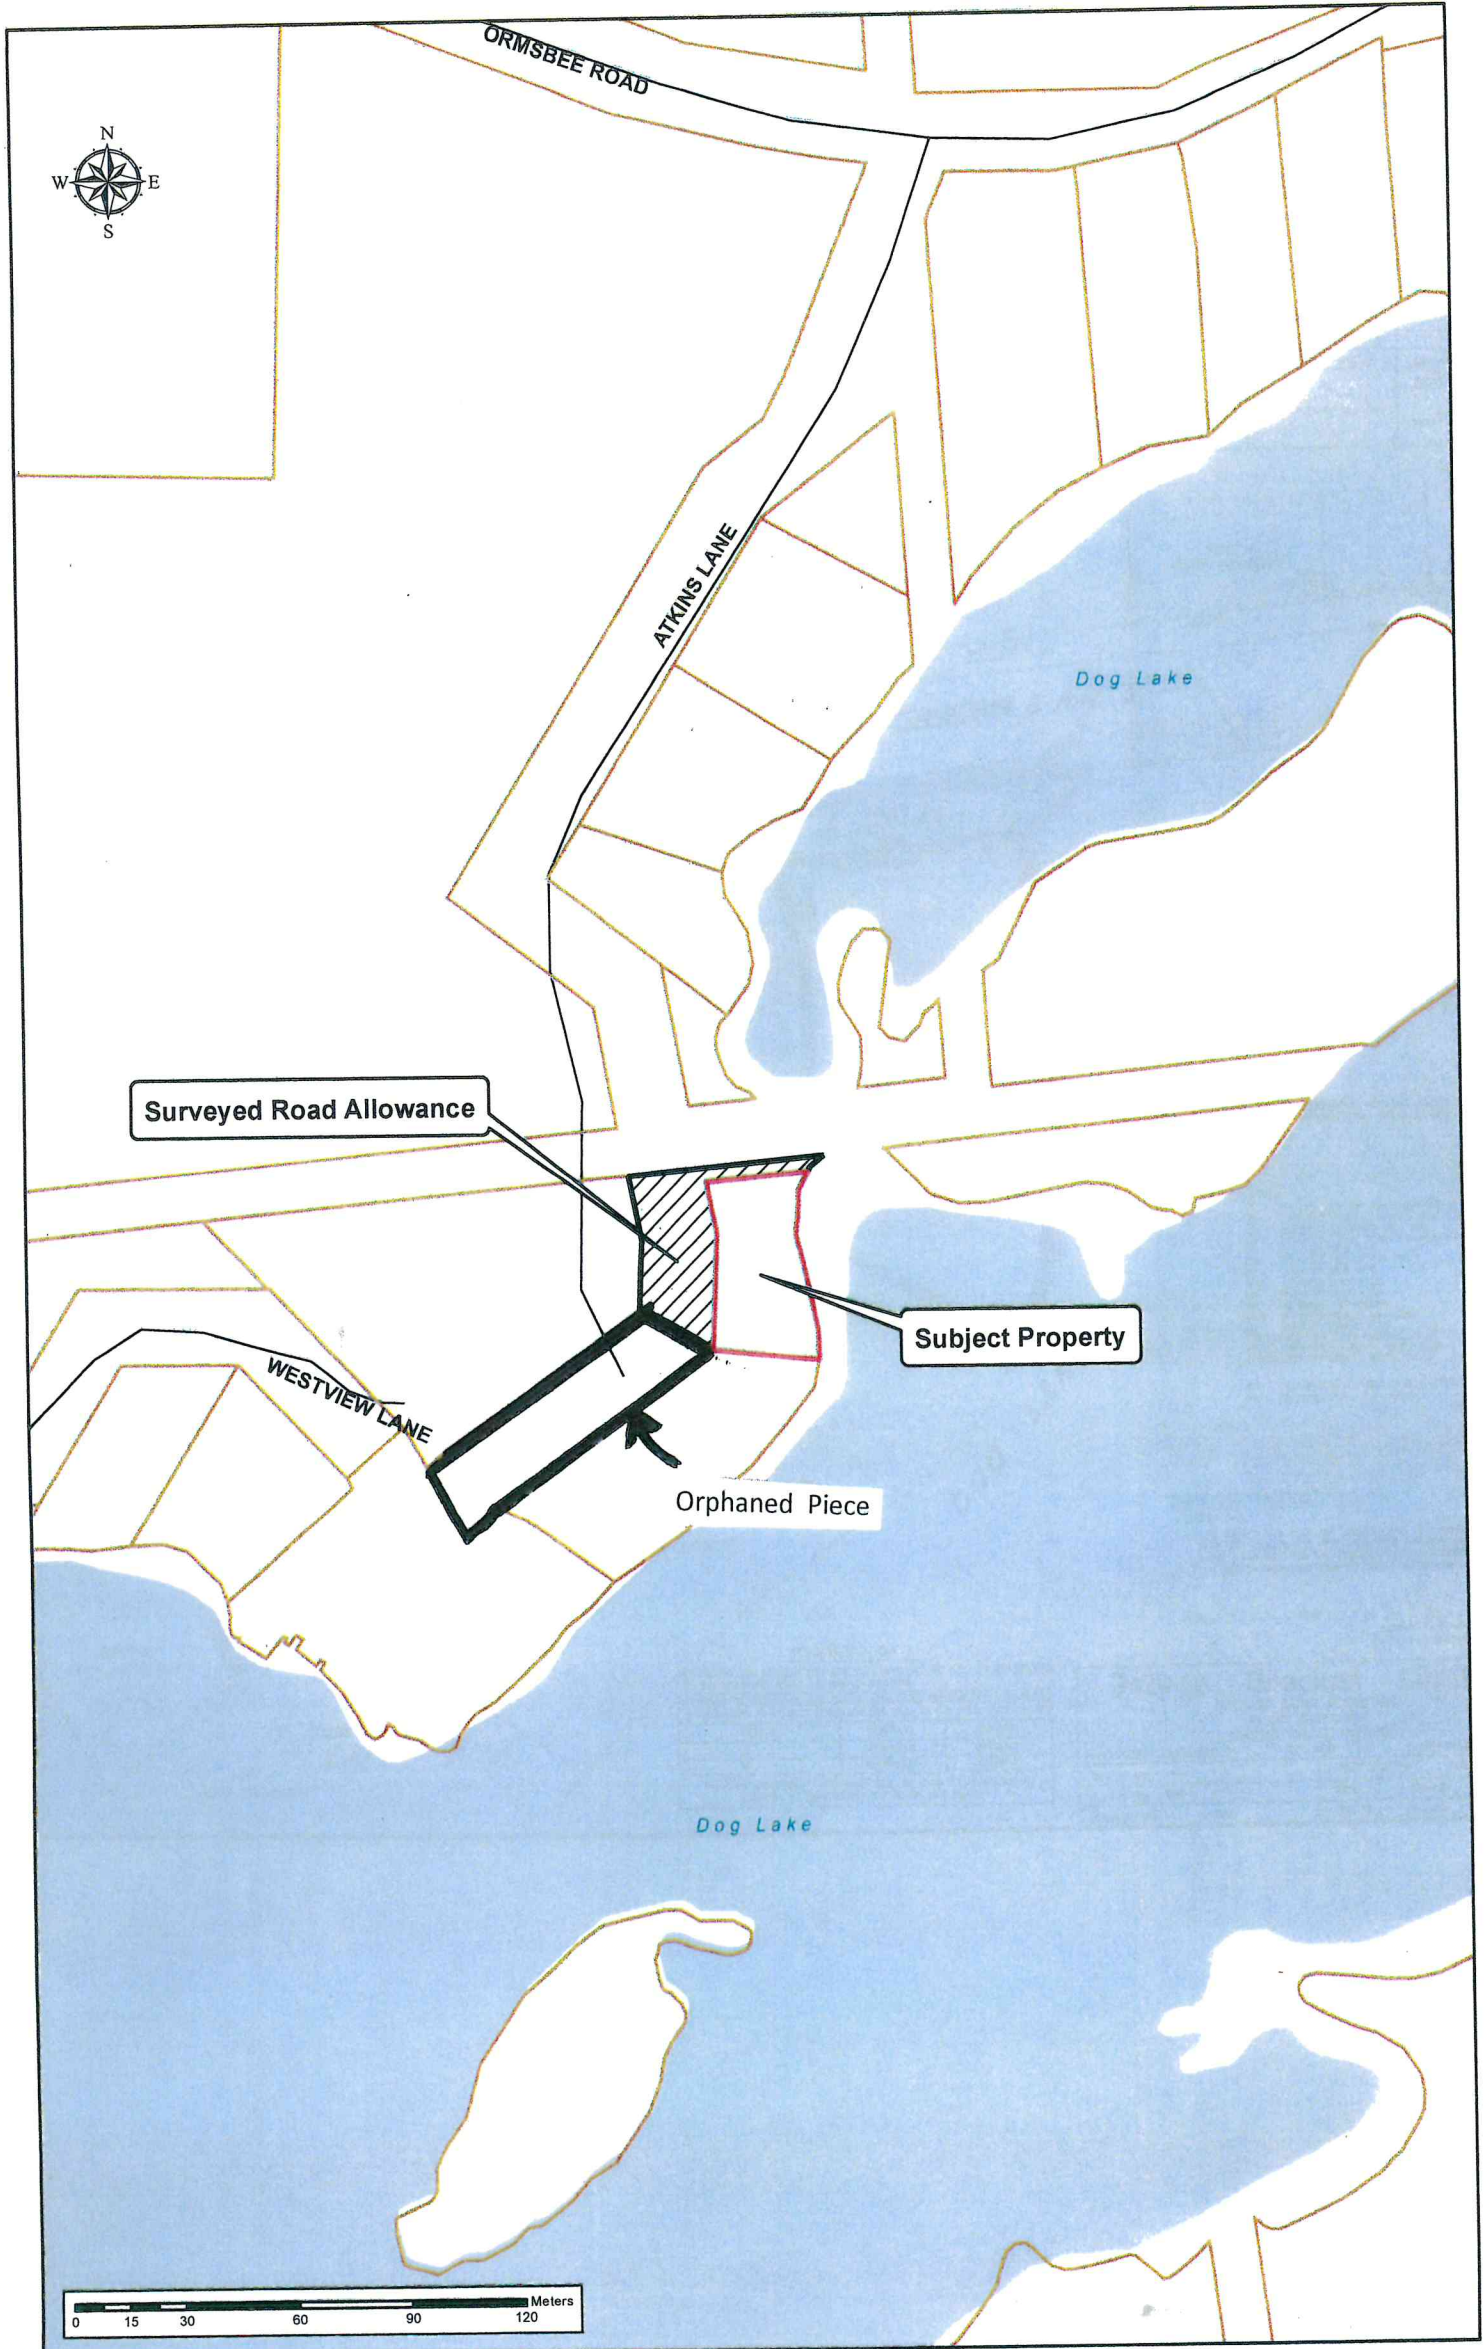 ORMSBEE ROAD
N
W E
S
ATKINS LANE
Dog Lake
Surveyed Road Allowance
Subject Property
WESTVIEW LANE
Orphaned Piece
Dog Lake
Meters
0 15 30 60 90 120